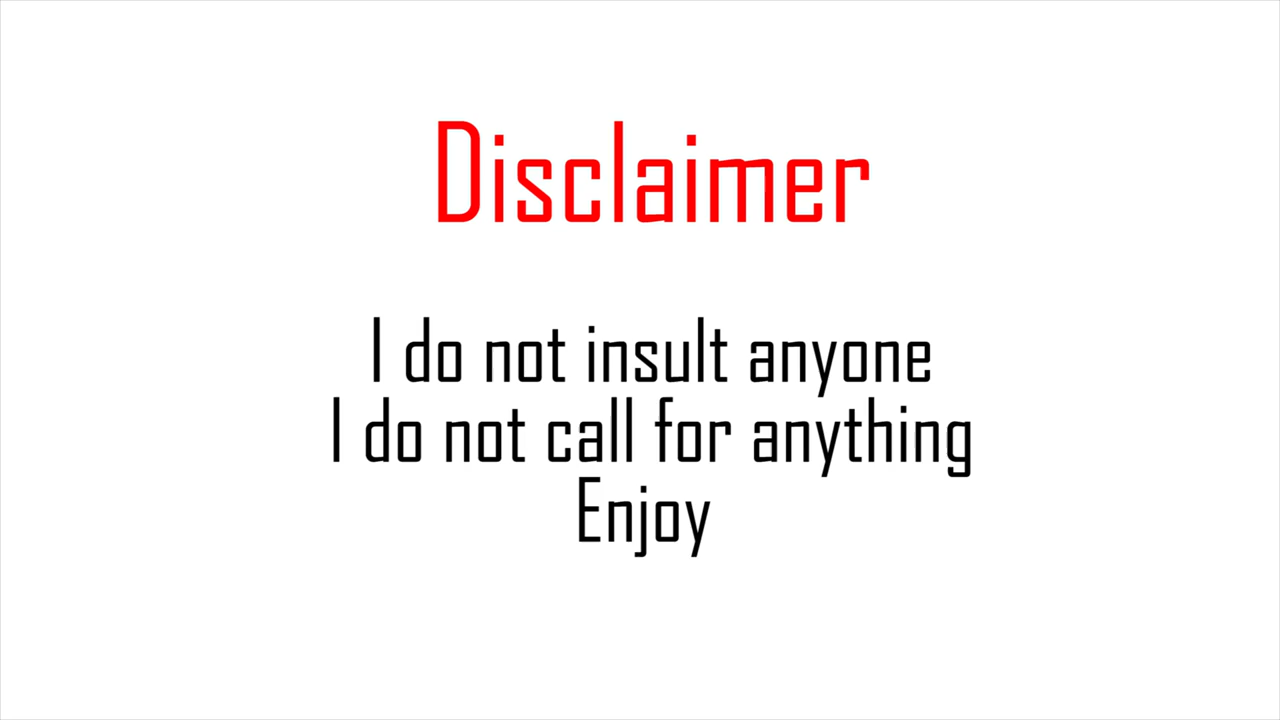 Disclaimer
I do not insult anyone
I do not call for anything
Enjoy